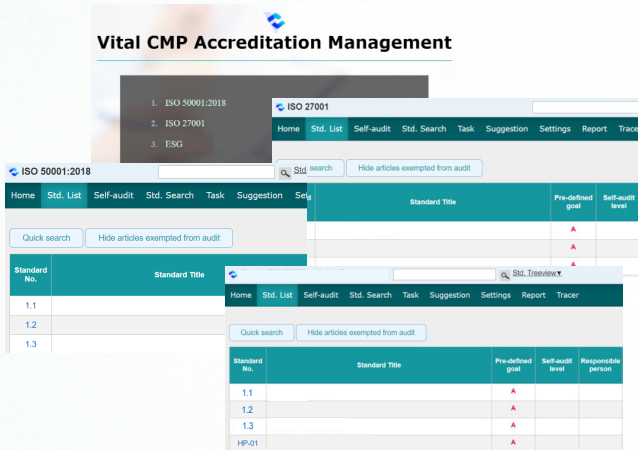 Vital CMP Accreditation Management
1. ISO 50001:2018
2. ISO 27001
3. ESG
ISO 27001
Home Std. List Self-audit Std. Search Task Suggestion Settings Report Trace
search Hide articles exempted from audit
Standard Title Pre-defined goal Self-audit level
A
A
A
ISO 50001:2018
Std
Home Std. List Self-audit Std. Search Task Suggestion Set
Quick search Hide articles exempted from audit
Standard No. Standard Title
1.1
1.2
1.3
Std. Treeview▼
Home Std. List Self-audit Std. Search Task Suggestion Settings Report Tracer
Quick search Hide articles exempted from audit
Standard No. Standard Title Pre-defined goal Self-audit level Responsible person
1.1 A
1.2 A
1.3 A
HP-01 A